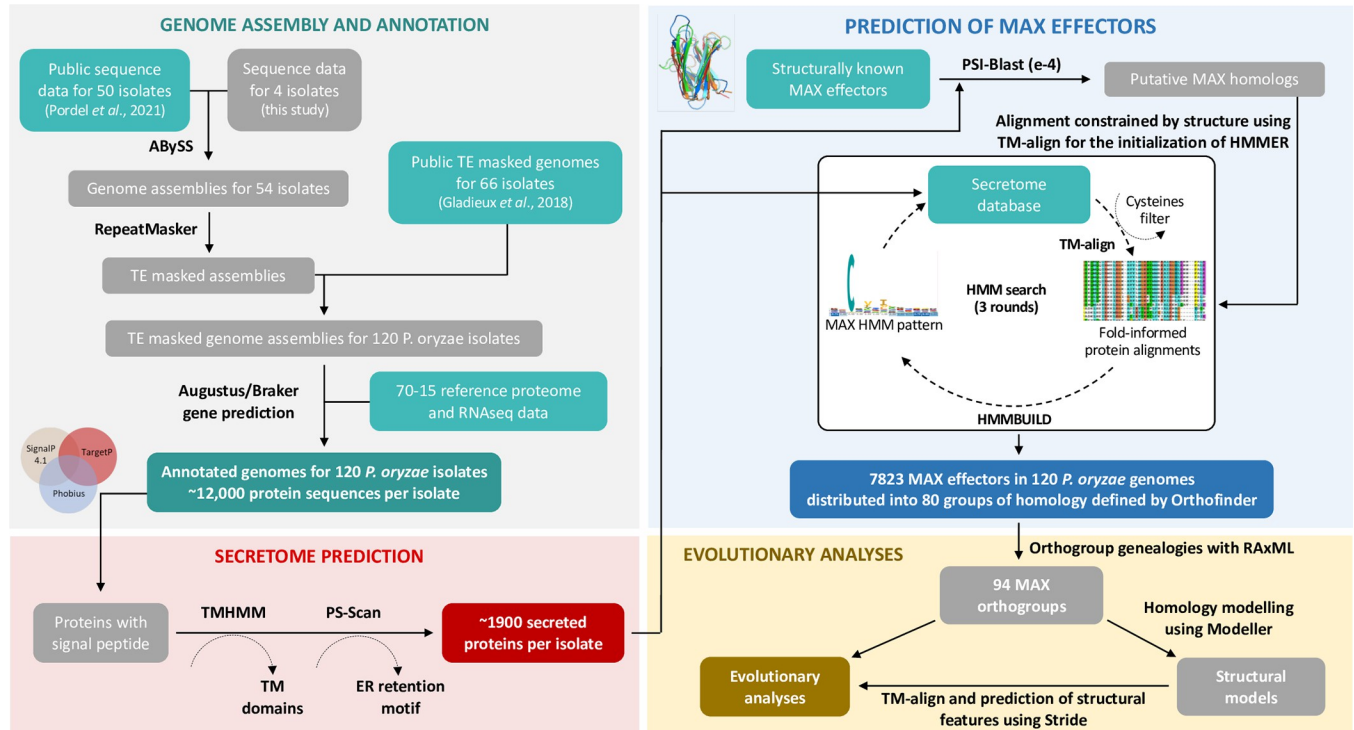 GENOME ASSEMBLY AND ANNOTATION
Public sequence
data for 50 isolates
(Pordel et al., 2021)
Sequence data
for 4 isolates
(this study)
ABySS
Genome assemblies for 54 isolates
Public TE masked genomes
for 66 isolates
(Gladieux et al., 2018)
RepeatMasker
TE masked assemblies
TE masked genome assemblies for 120 P. oryzae isolates
Augustus/Braker
gene prediction
70-15 reference proteome
and RNAseq data
SignalP
4.1
TargetP
Phobius
Annotated genomes for 120 P. oryzae isolates
~12,000 protein sequences per isolate
SECRETOME PREDICTION
Proteins with
signal peptide
TMHMM
PS-Scan
TM
domains
ER retention
motif
~1900 secreted
proteins per isolate
PREDICTION OF MAX EFFECTORS
Structurally known
MAX effectors
PSI-Blast (e-4)
Putative MAX homologs
Alignment constrained by structure using
TM-align for the initialization of HMMER
Secretome
database
Cysteines
filter
TM-align
HMM search
(3 rounds)
MAX HMM pattern
Fold-informed
protein alignments
HMMBUILD
7823 MAX effectors in 120 P. oryzae genomes
distributed into 80 groups of homology defined by Orthofinder
EVOLUTIONARY ANALYSES
Orthogroup genealogies with RAxML
94 MAX
orthogroups
Homology modelling
using Modeller
Evolutionary
analyses
Structural
models
TM-align and prediction of structural
features using Stride